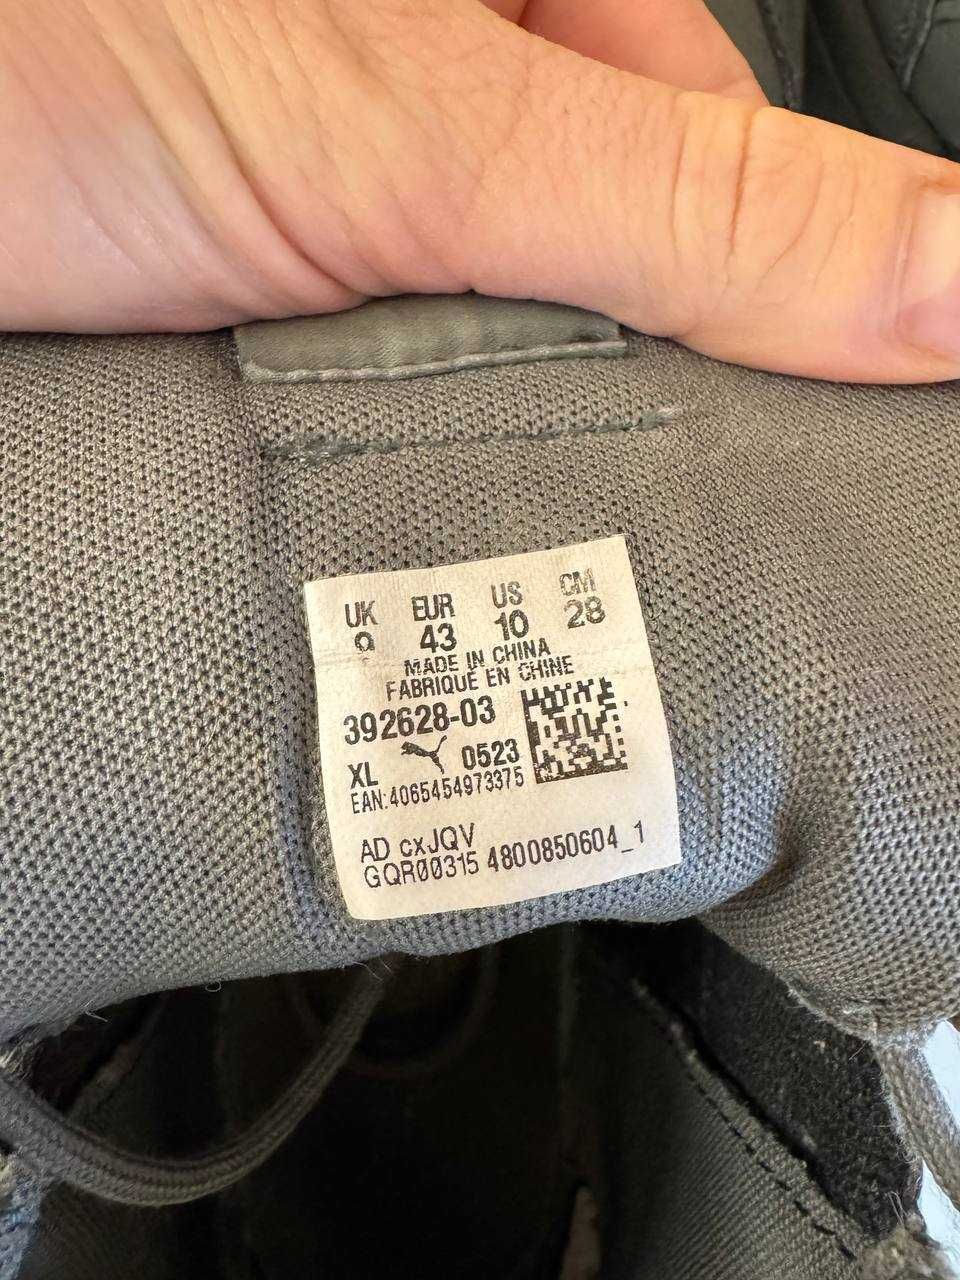 UK EUR US CM
9 43 10 28
MADE IN CHINA
FABRIQUÉ EN CHINE
392628-03
XL 0523
EAN:4065454973375
AD cxJQV
GQR00315 4800850604_1